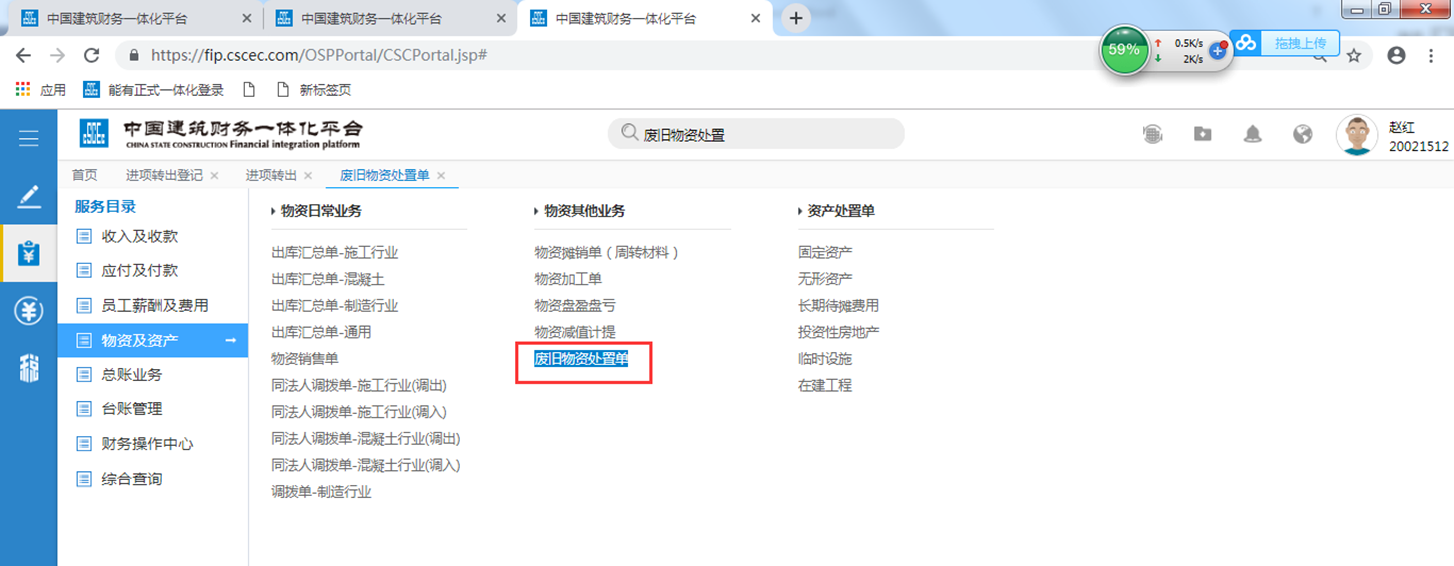 中国建筑财务一体化平台
中国建筑财务一体化平台
中国建筑财务一体化平台
https://fip.cscec.com/OSPPortal/CSCPortal.jsp#
59%
0.5K/s
2K/s
拖拽上传
应用
能有正式一体化登录
新标签页
中国建筑财务一体化平台
CHINA STATE CONSTRUCTION Financial integration platform
废旧物资处置
赵红
20021512
首页
进项转出登记
进项转出
废旧物资处置单
税
服务目录
收入及收款
应付及付款
员工薪酬及费用
物资及资产
总账业务
台账管理
财务操作中心
综合查询
物资日常业务
出库汇总单-施工行业
出库汇总单-混凝土
出库汇总单-制造行业
出库汇总单-通用
物资销售单
同法人调拨单-施工行业(调出)
同法人调拨单-施工行业(调入)
同法人调拨单-混凝土行业(调出)
同法人调拨单-混凝土行业(调入)
调拨单-制造行业
物资其他业务
物资摊销单（周转材料）
物资加工单
物资盘盈盘亏
物资减值计提
废旧物资处置单
资产处置单
固定资产
无形资产
长期待摊费用
投资性房地产
临时设施
在建工程